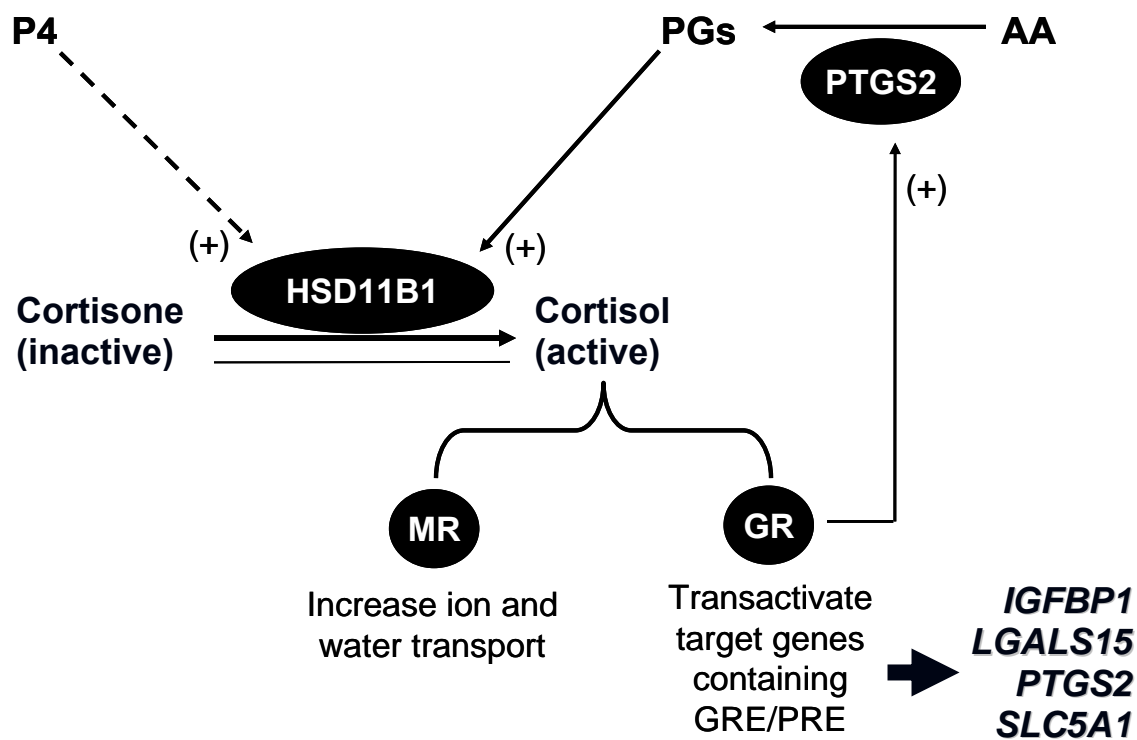 P4
PGs
AA
PTGS2
(+)
(+)
(+)
HSD11B1
Cortisone
(inactive)
Cortisol
(active)
MR
GR
Increase ion and
water transport
Transactivate
target genes
containing
GRE/PRE
IGFBP1
LGALS15
PTGS2
SLC5A1